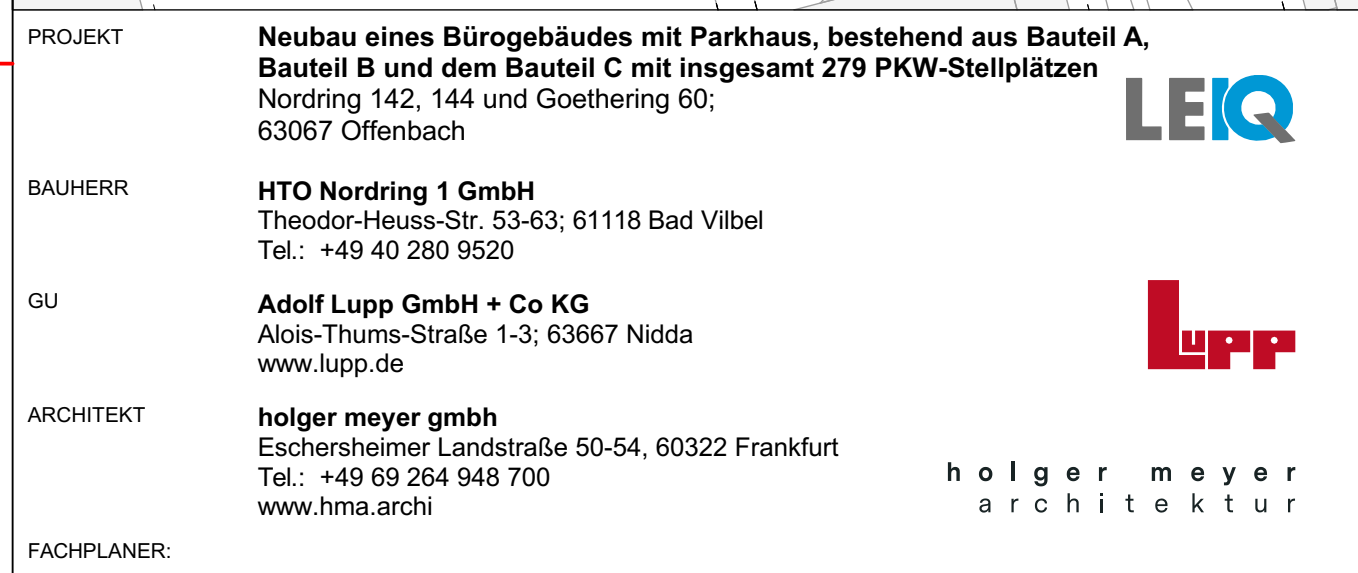 PROJEKT
Neubau eines Bürogebäudes mit Parkhaus, bestehend aus Bauteil A,
Bauteil B und dem Bauteil C mit insgesamt 279 PKW-Stellplätzen
Nordring 142, 144 und Goethering 60;
63067 Offenbach
LEIQ
BAUHERR
HTO Nordring 1 GmbH
Theodor-Heuss-Str. 53-63; 61118 Bad Vilbel
Tel.: +49 40 280 9520
GU
Adolf Lupp GmbH + Co KG
Alois-Thums-Straße 1-3; 63667 Nidda
www.lupp.de
Lupp
ARCHITEKT
holger meyer gmbh
Eschersheimer Landstraße 50-54, 60322 Frankfurt
Tel.: +49 69 264 948 700
www.hma.archi
holger meyer
architektur
FACHPLANER: